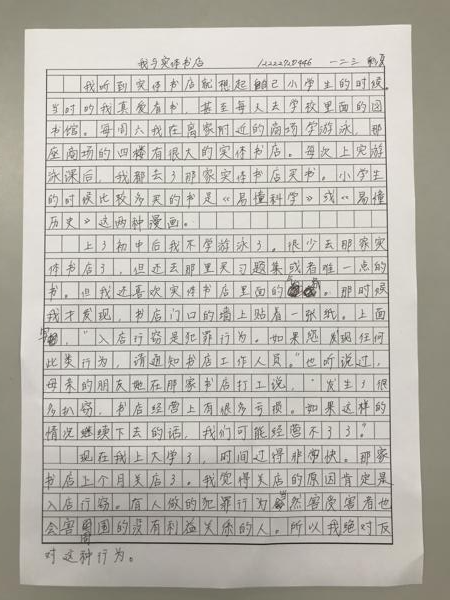 我与实体书店 一二三
我听到实体书店就想起自己小学生的时候。
当时的我真爱看书，甚至每天去学校里面的图
书馆。每周六我在离家附近的商场学游泳，那
座商场的四楼有很大的实体书店。每次上完游
泳课后，我都去了那家实体书店买书。小学生
的时候比较多买的书是《易懂科学》或《易懂
历史》这两种漫画。
上了初中后我不学游泳了。很少去那家实
体书店了，但还去那里买习题集或者唯一点的
书。但我还喜欢实体书店里面的 。那时候
我才发现，书店门口的墙上贴着一张纸。上面
写，“入店行窃是犯罪行为。如果您发现任何
此类行为，请通知书店工作人员。”也听说过，
母亲的朋友她在那家书店打工说，“发生了很
多扒窃，书店经营上有很多亏损。如果这样的
情况继续下去的话，我们可能经营不了了。”
现在我上大学了，时间过得非常快。那家
书店上个月关店了。我觉得关店的原因肯定是
入店行窃。有人做的犯罪行为当然害受害者也
会害周围的没有利益关系的人。所以我绝对反
对这种行为。